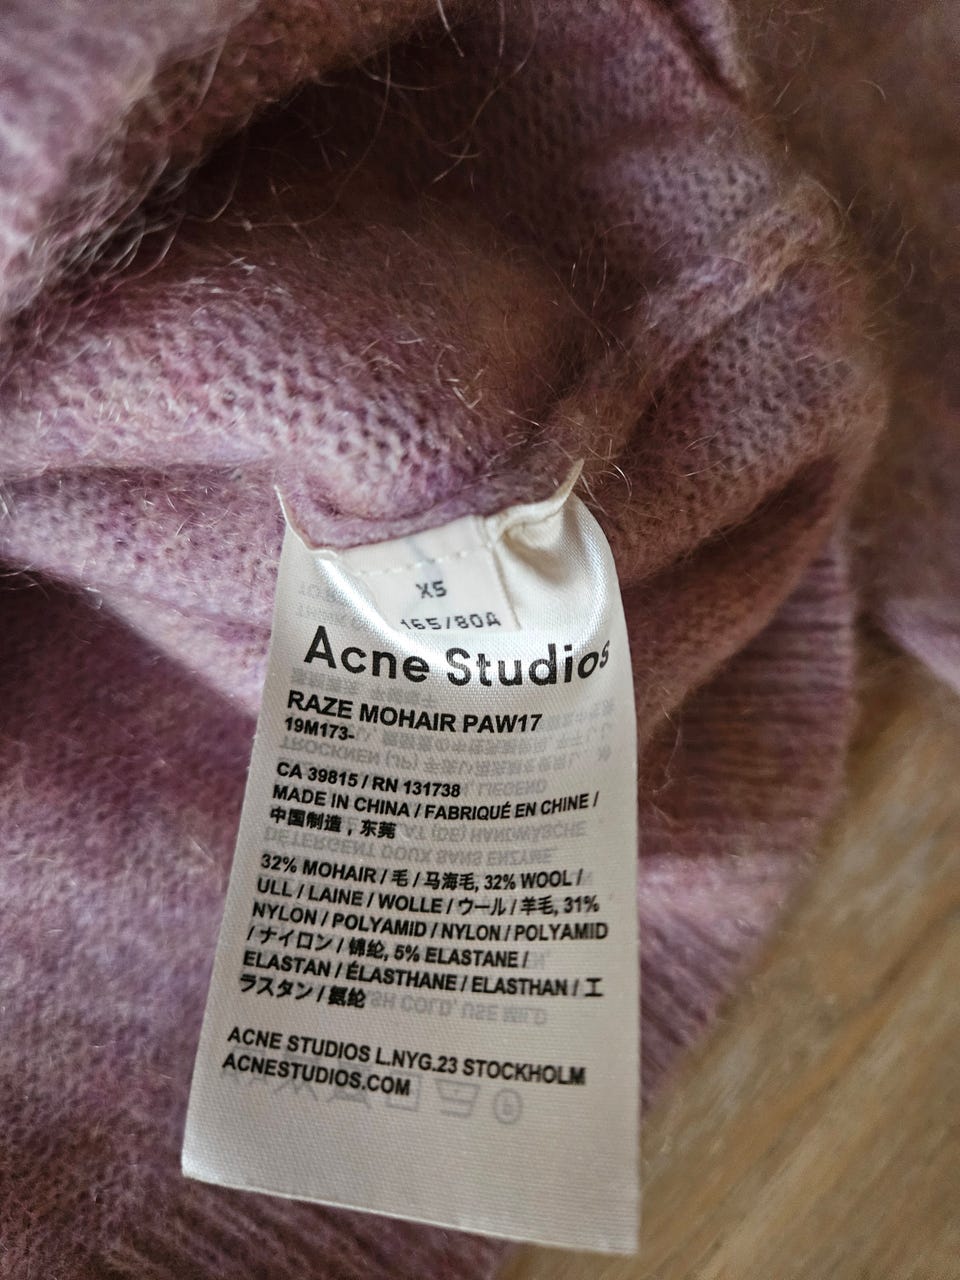 XS
165/80A
Acne Studios
RAZE MOHAIR PAW17
19M173-
CA 39815 / RN 131738
MADE IN CHINA / FABRIQUÉ EN CHINE /
中国制造，东莞
32% MOHAIR / 毛 / 马海毛, 32% WOOL /
ULL / LAINE / WOLLE / ウール / 羊毛, 31%
NYLON / POLYAMID / NYLON / POLYAMID
/ ナイロン / 锦纶, 5% ELASTANE /
ELASTAN / ÉLASTHANE / ELASTHAN / エ
ラスタン / 氨纶
ACNE STUDIOS L.NYG.23 STOCKHOLM
ACNESTUDIOS.COM